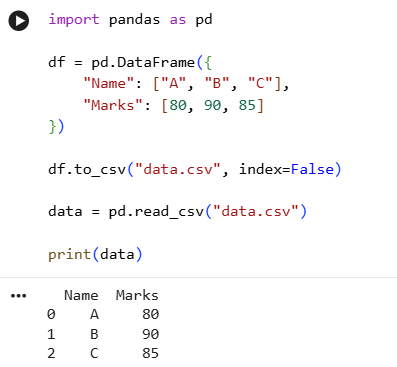 import pandas as pd
df = pd.DataFrame({
    "Name": ["A", "B", "C"],
    "Marks": [80, 90, 85]
})
df.to_csv("data.csv", index=False)
data = pd.read_csv("data.csv")
print(data)
  Name  Marks
0    A     80
1    B     90
2    C     85